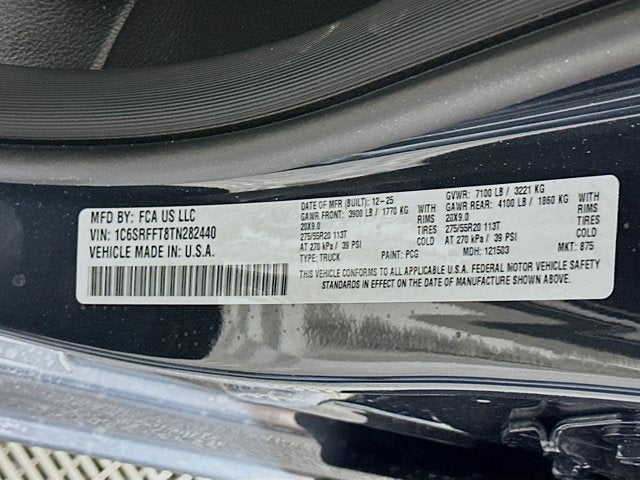 MFD BY: FCA US LLC
VIN: 1C6SRFFT8TN282440
VEHICLE MADE IN: U.S.A.
DATE OF MFR (BUILT): 12-25 GVWR: 7100 LB / 3221 KG
GAWR FRONT: 3900 LB / 1770 KG WITH GAWR REAR: 4100 LB / 1860 KG WITH
20X9.0 RIMS 20X9.0 RIMS
275/55R20 113T TIRES 275/55R20 113T TIRES
AT 270 kPa / 39 PSI AT 270 kPa / 39 PSI
TYPE: TRUCK PAINT: PCG MDH: 121503 MKT: 875
THIS VEHICLE CONFORMS TO ALL APPLICABLE U.S.A. FEDERAL MOTOR VEHICLE SAFETY
STANDARDS IN EFFECT ON THE DATE OF MANUFACTURE SHOWN ABOVE.